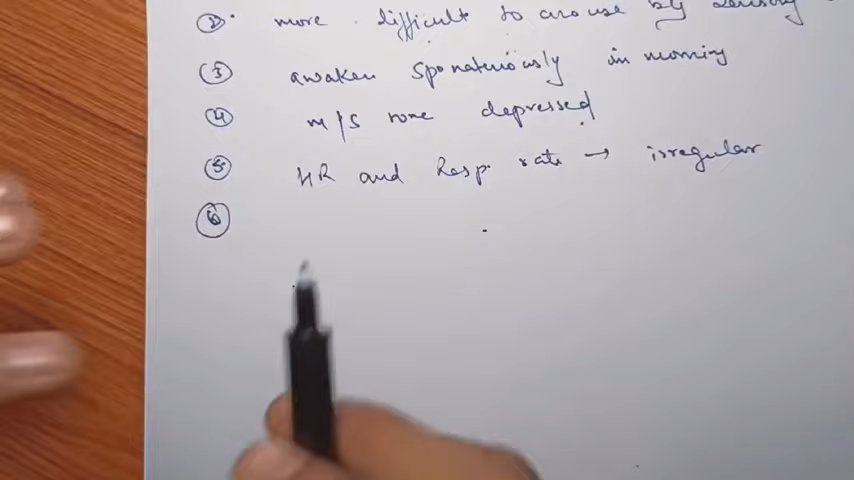 ② more difficult to arouse by sensory
③ awaken sponateriously in morning
④ m/s tone depressed
⑤ HR and Resp. rate → irregular
⑥